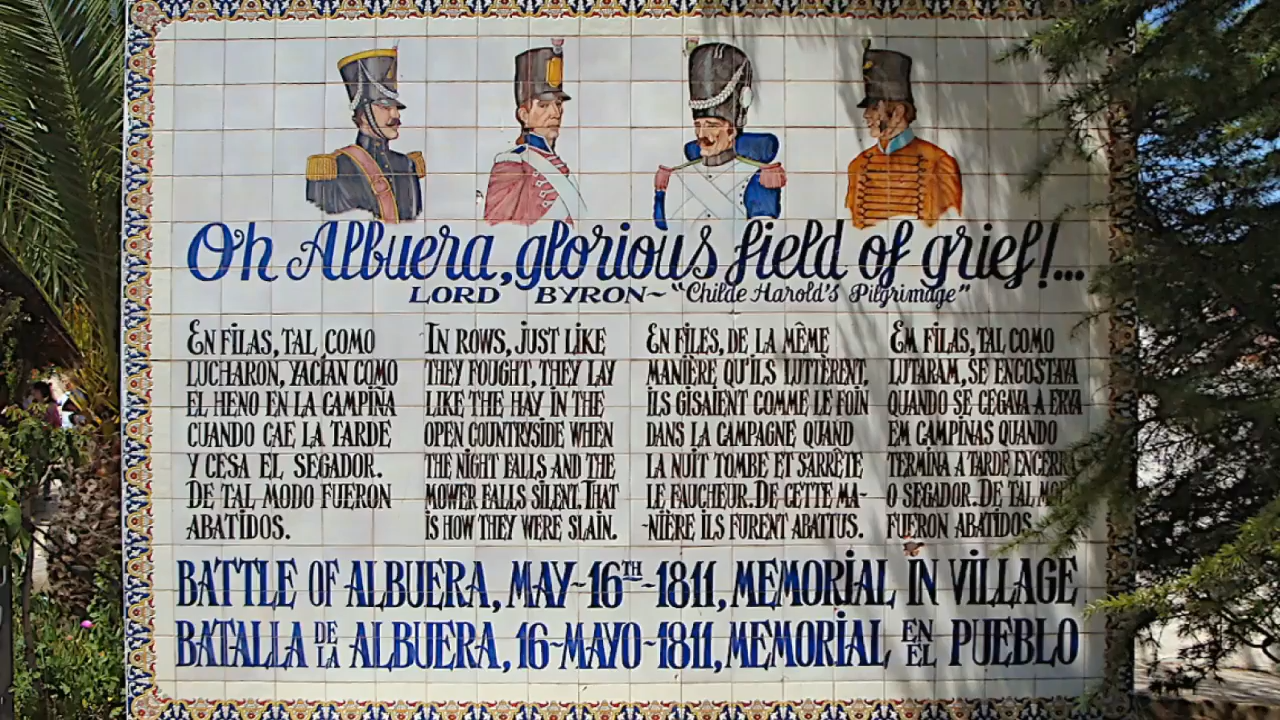 Oh Albuera, glorious field of grief!...
LORD BYRON~ "Childe Harold's Pilgrimage"
EN FILAS, TAL COMO
LUCHARON, YACIAN COMO
EL HENO EN LA CAMPIÑA
CUANDO CAE LA TARDE
Y CESA EL SEGADOR.
DE TAL MODO FUERON
ABATIDOS.
IN ROWS, JUST LIKE
THEY FOUGHT, THEY LAY
LIKE THE HAY IN THE
OPEN COUNTRYSIDE WHEN
THE NIGHT FALLS AND THE
MOWER FALLS SILENT. THAT
IS HOW THEY WERE SLAIN.
EN FILES, DE LA MÊME
MANIÈRE QU'ILS LUTTÈRENT,
ILS GISAIENT COMME LE FOIN
DANS LA CAMPAGNE QUAND
LA NUIT TOMBE ET S'ARRÊTE
LE FAUCHEUR. DE CETTE MA-
-NIÈRE ILS FURENT ABATTUS.
EM FILAS, TAL COMO
LUTARAM, SE ENCOSTAVA
QUANDO SE CEGAVA A ERVA
EM CAMPINAS QUANDO
TERMINA A TARDE ENCERRA
O SEGADOR. DE TAL
FUERON ABATIDOS.
BATTLE OF ALBUERA, MAY~16TH~1811, MEMORIAL IN VILLAGE
BATALLA DE LA ALBUERA, 16~MAYO~1811, MEMORIAL EN EL PUEBLO